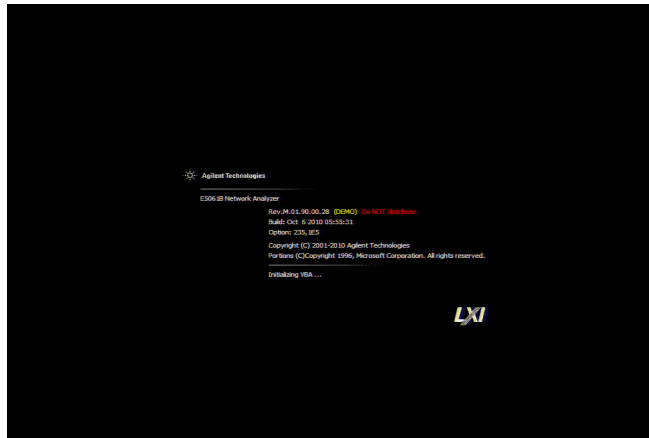 Agilent Technologies
E5061B Network Analyzer
Rev.M.01.90.00.28 (DEMO) Do NOT distribute.
Build: Oct 6 2010 05:55:31
Option: 235, 1E5
Copyright (C) 2001-2010 Agilent Technologies
Portions (C)Copyright 1996, Microsoft Corporation. All rights reserved.
Initializing VBA ...
LXI